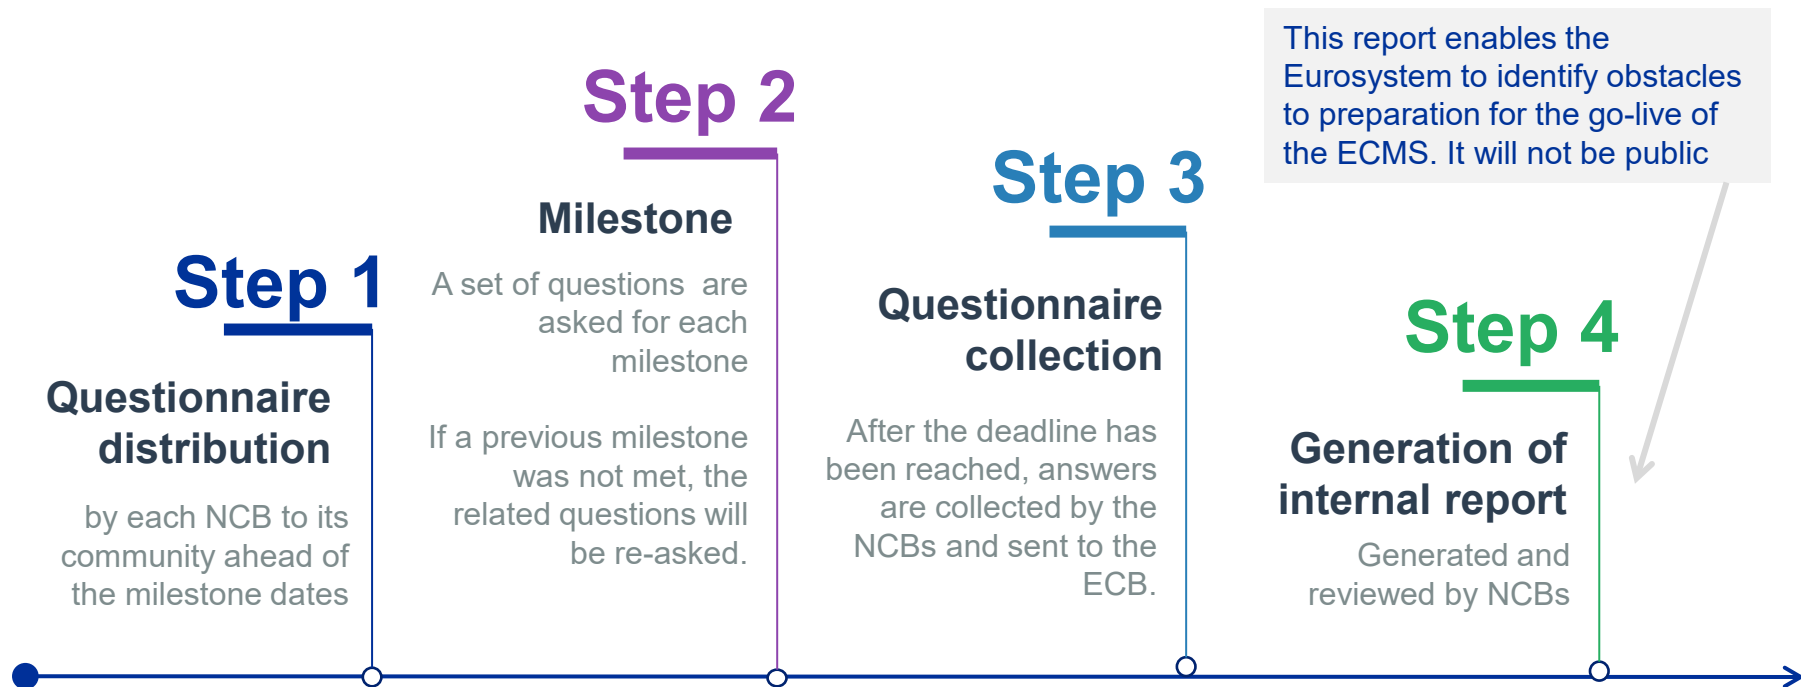 Step 1
Questionnaire
distribution
by each NCB to its
community ahead of
the milestone dates
Step 2
Milestone
A set of questions  are
asked for each
milestone
If a previous milestone
was not met, the
related questions will
be re-asked.
Step 3
Questionnaire
collection
After the deadline has
been reached, answers
are collected by the
NCBs and sent to the
ECB.
Step 4
Generation of
internal report
Generated and
reviewed by NCBs
This report enables the
Eurosystem to identify obstacles
to preparation for the go-live of
the ECMS. It will not be public